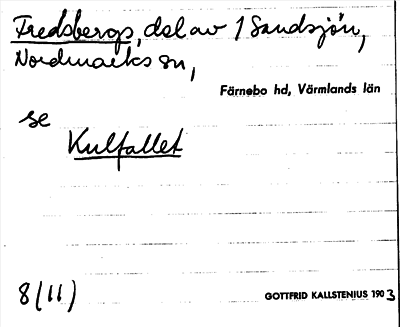 Fredsbergs, del av 1 Sandsjön,
Nordmarks sn,
Färnebo hd, Värmlands län
se
Kulfallet
8(11)
GOTTFRID KALLSTENIUS 1903